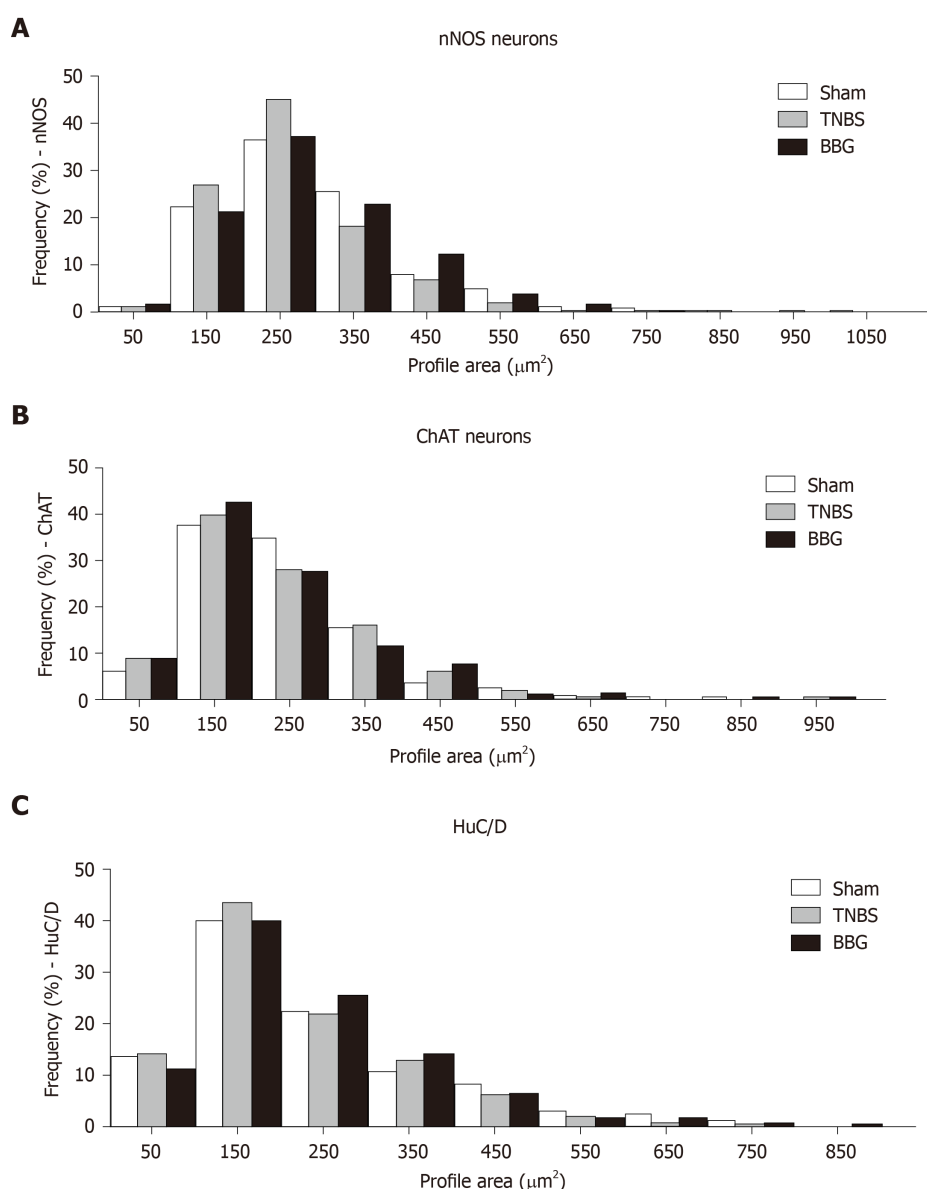 A
nNOS neurons
50
40
30
20
10
0
Frequency (%) - nNOS
Sham
TNBS
BBG
50 150 250 350 450 550 650 750 850 950 1050
Profile area (μm²)
B
ChAT neurons
50
40
30
20
10
0
Frequency (%) - ChAT
Sham
TNBS
BBG
50 150 250 350 450 550 650 750 850 950
Profile area (μm²)
C
HuC/D
50
40
30
20
10
0
Frequency (%) - HuC/D
Sham
TNBS
BBG
50 150 250 350 450 550 650 750 850
Profile area (μm²)